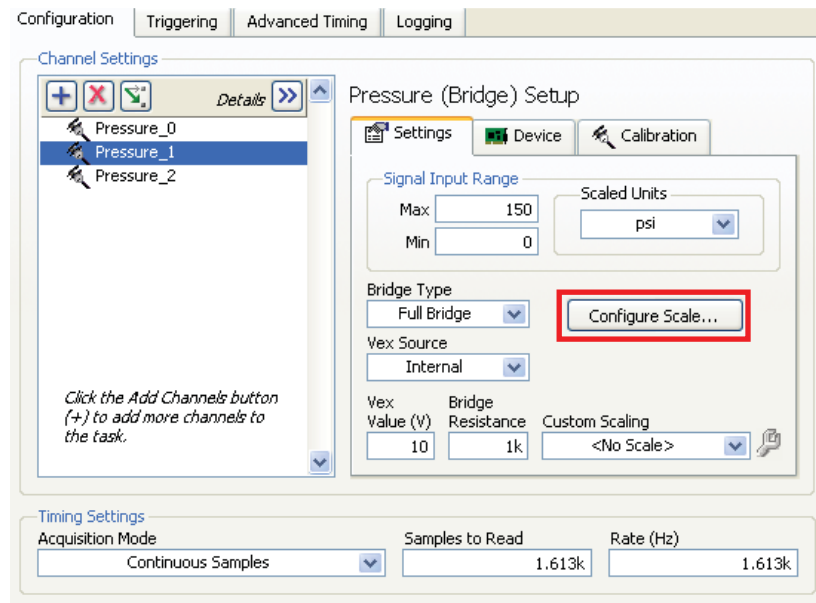 Configuration Triggering Advanced Timing Logging
Channel Settings
Details
Pressure_0
Pressure_1
Pressure_2
Click the Add Channels button
(+) to add more channels to
the task.
Pressure (Bridge) Setup
Settings Device Calibration
Signal Input Range
Max 150
Min 0
Scaled Units
psi
Bridge Type
Full Bridge
Configure Scale...
Vex Source
Internal
Vex
Value (V)
10
Bridge
Resistance
1k
Custom Scaling
<No Scale>
Timing Settings
Acquisition Mode
Continuous Samples
Samples to Read
1.613k
Rate (Hz)
1.613k